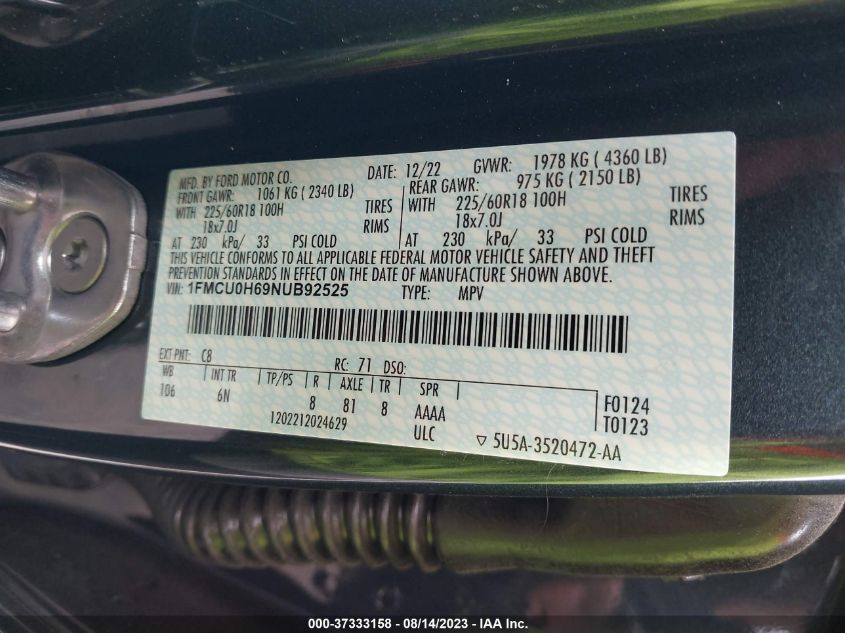 MFD. BY FORD MOTOR CO. DATE: 12/22 GVWR: 1978 KG ( 4360 LB)
FRONT GAWR: 1061 KG ( 2340 LB) REAR GAWR: 975 KG ( 2150 LB)
WITH 225/60R18 100H TIRES WITH 225/60R18 100H TIRES
18x7.0J RIMS 18x7.0J RIMS
AT 230 kPa/ 33 PSI COLD AT 230 kPa/ 33 PSI COLD
THIS VEHICLE CONFORMS TO ALL APPLICABLE FEDERAL MOTOR VEHICLE SAFETY AND THEFT
PREVENTION STANDARDS IN EFFECT ON THE DATE OF MANUFACTURE SHOWN ABOVE.
VIN: 1FMCU0H69NUB92525 TYPE: MPV
EXT PNT: C8 RC: 71 DSO:
WB INT TR TP/PS R AXLE TR SPR
106 6N 8 81 8 AAAA F0124
1202212024629 ULC T0123
▽ 5U5A-3520472-AA
000-37333158 - 08/14/2023 - IAA Inc.